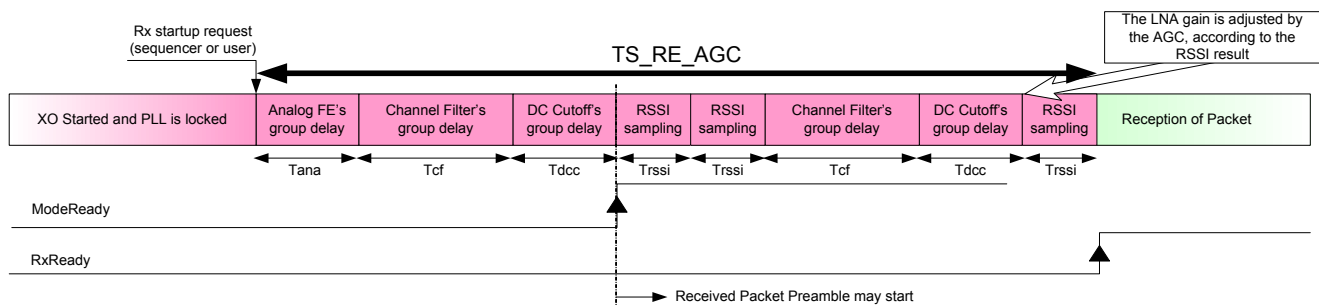 Rx startup request
(sequencer or user)
TS_RE_AGC
The LNA gain is adjusted by
the AGC, according to the
RSSI result
XO Started and PLL is locked
Analog FE's
group delay
Channel Filter's
group delay
DC Cutoff's
group delay
RSSI
sampling
RSSI
sampling
Channel Filter's
group delay
DC Cutoff's
group delay
RSSI
sampling
Reception of Packet
Tana
Tcf
Tdcc
Trssi
Trssi
Tcf
Tdcc
Trssi
ModeReady
RxReady
Received Packet Preamble may start